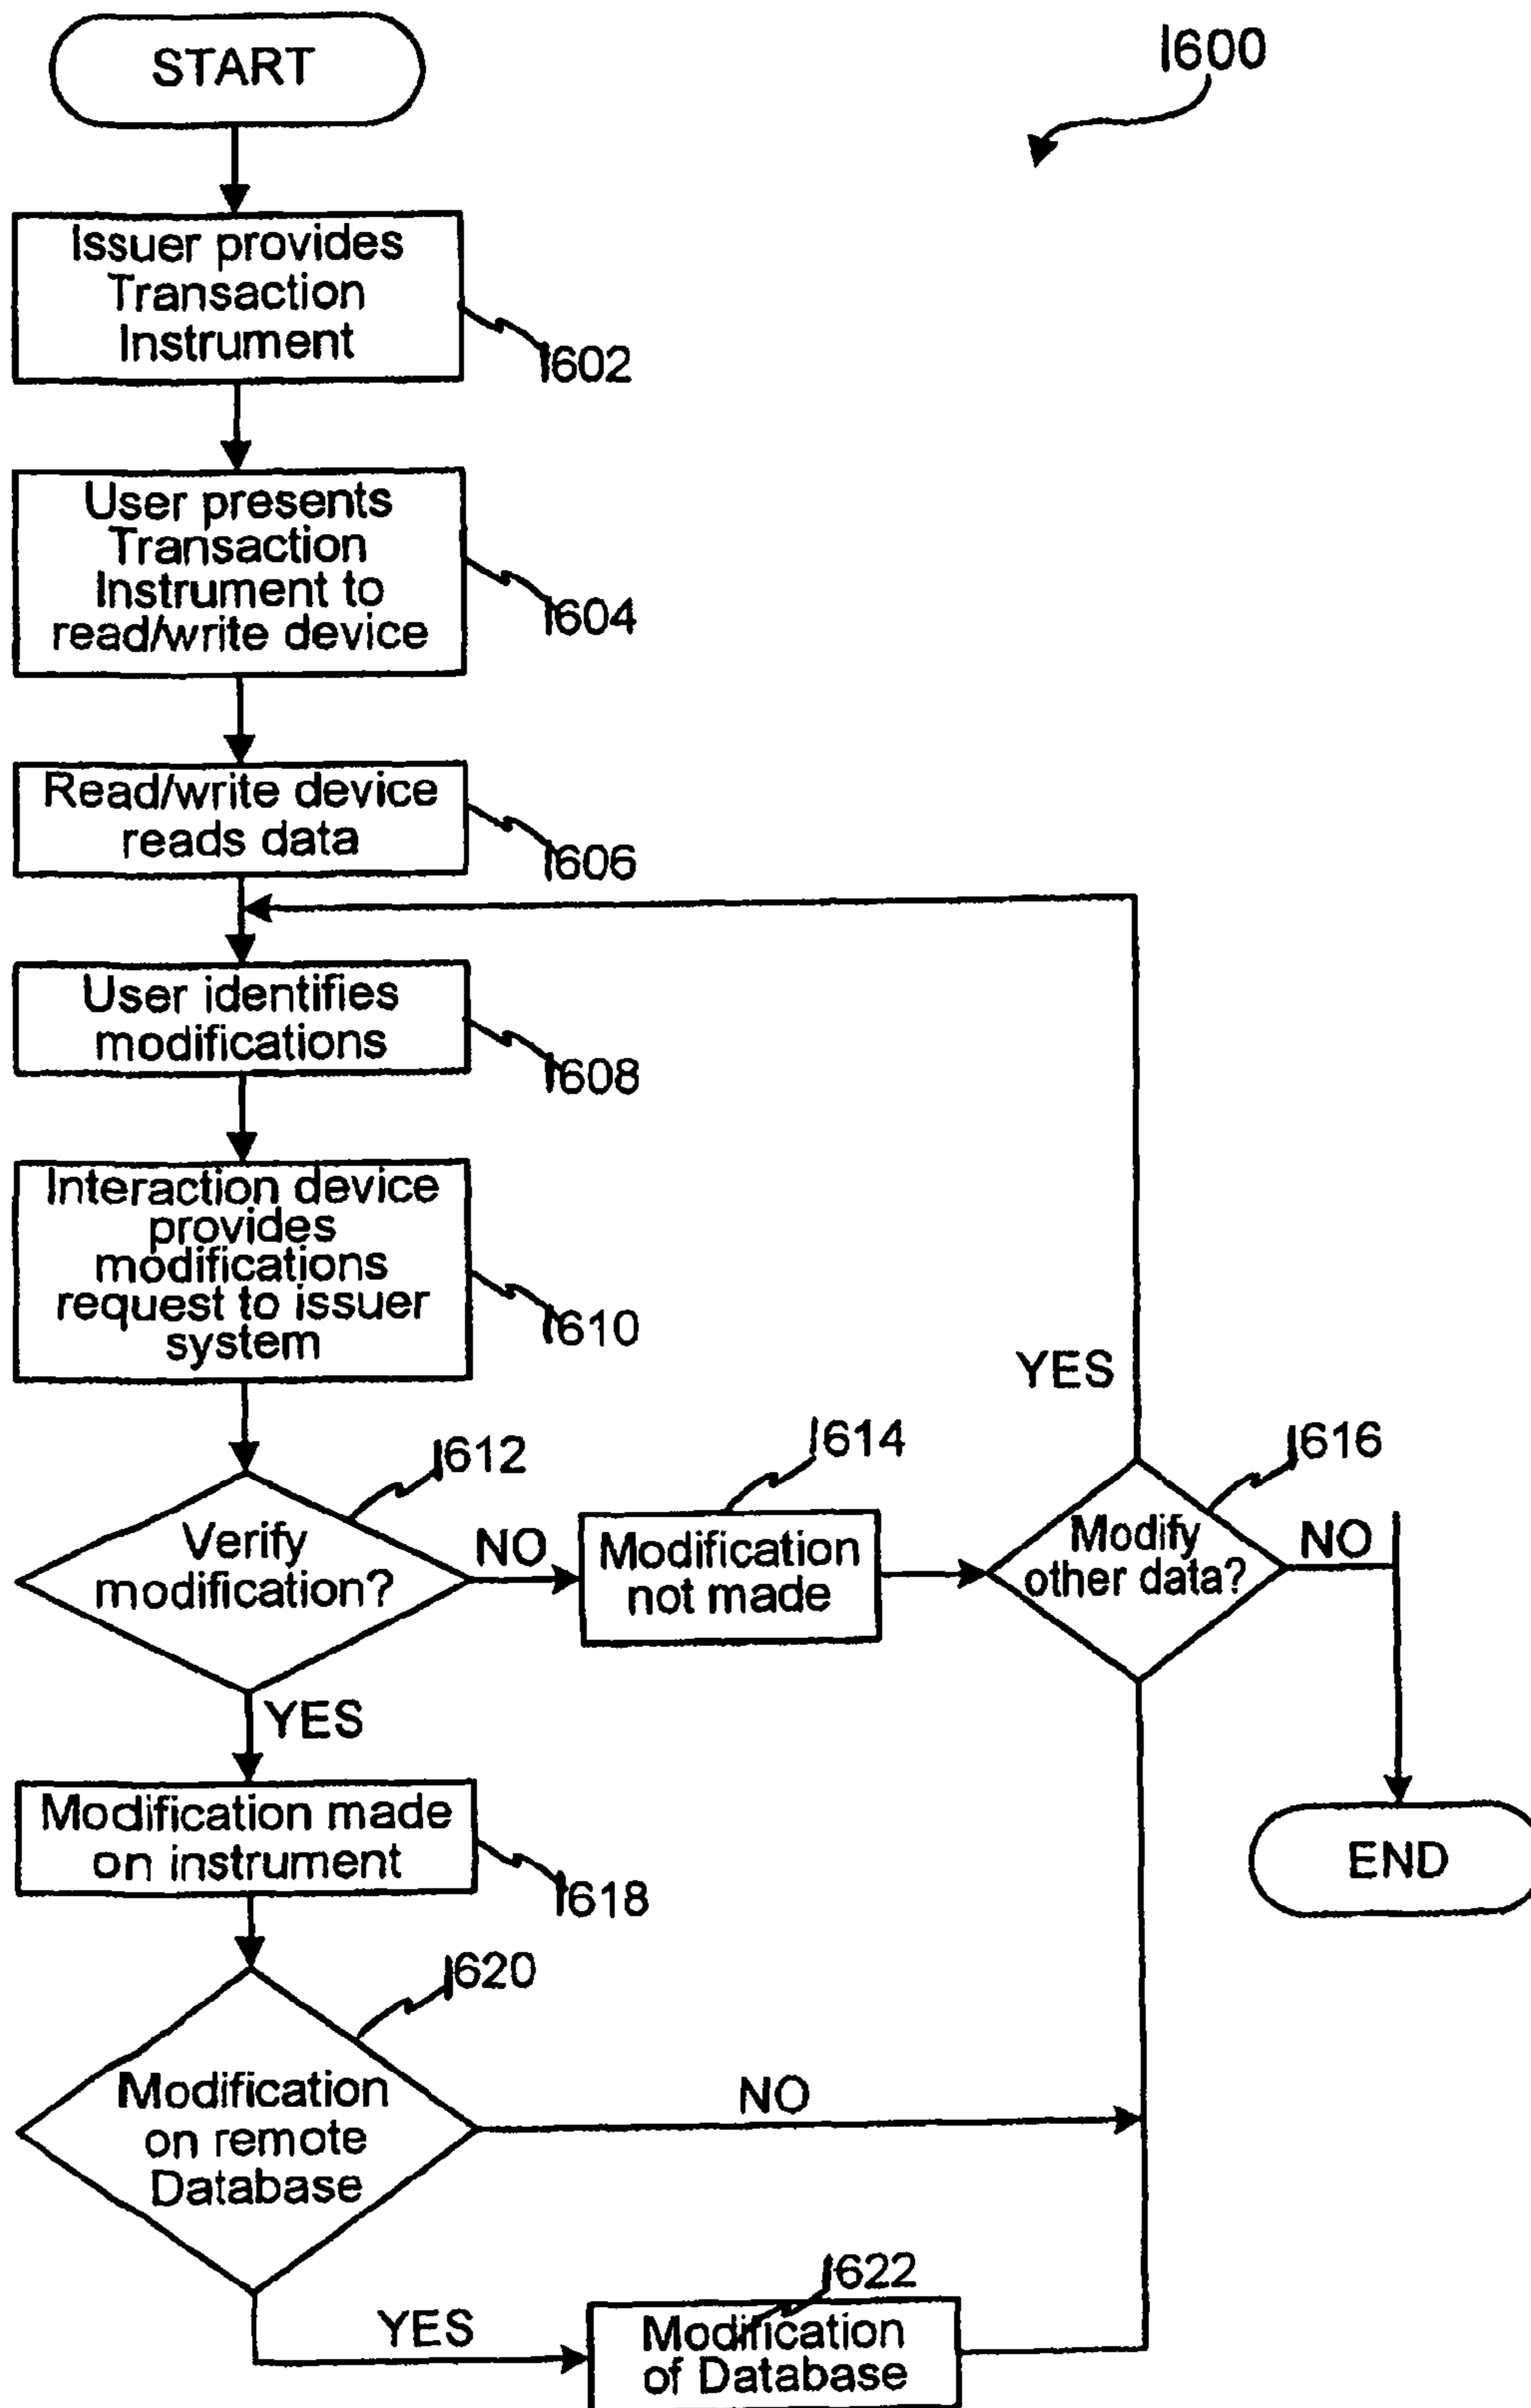 START
1600
Issuer provides
Transaction
Instrument
1602
User presents
Transaction
Instrument to
read/write device
1604
Read/write device
reads data
1606
User identifies
modifications
1608
Interaction device
provides
modifications
request to issuer
system
1610
YES
1612
1614
1616
Verify
modification?
NO
Modification
not made
Modify
other data?
NO
YES
Modification made
on instrument
1618
END
1620
Modification
on remote
Database
NO
1622
YES
Modification
of Database